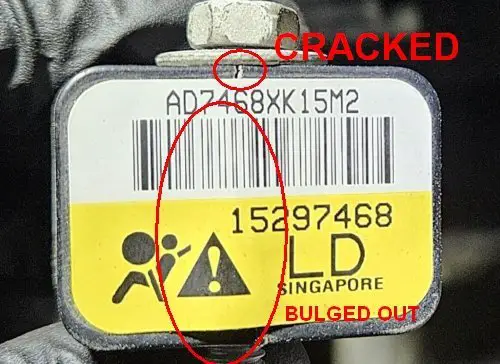 CRACKED
AD7468XK15M2
15297468
LD
SINGAPORE
BULGED OUT